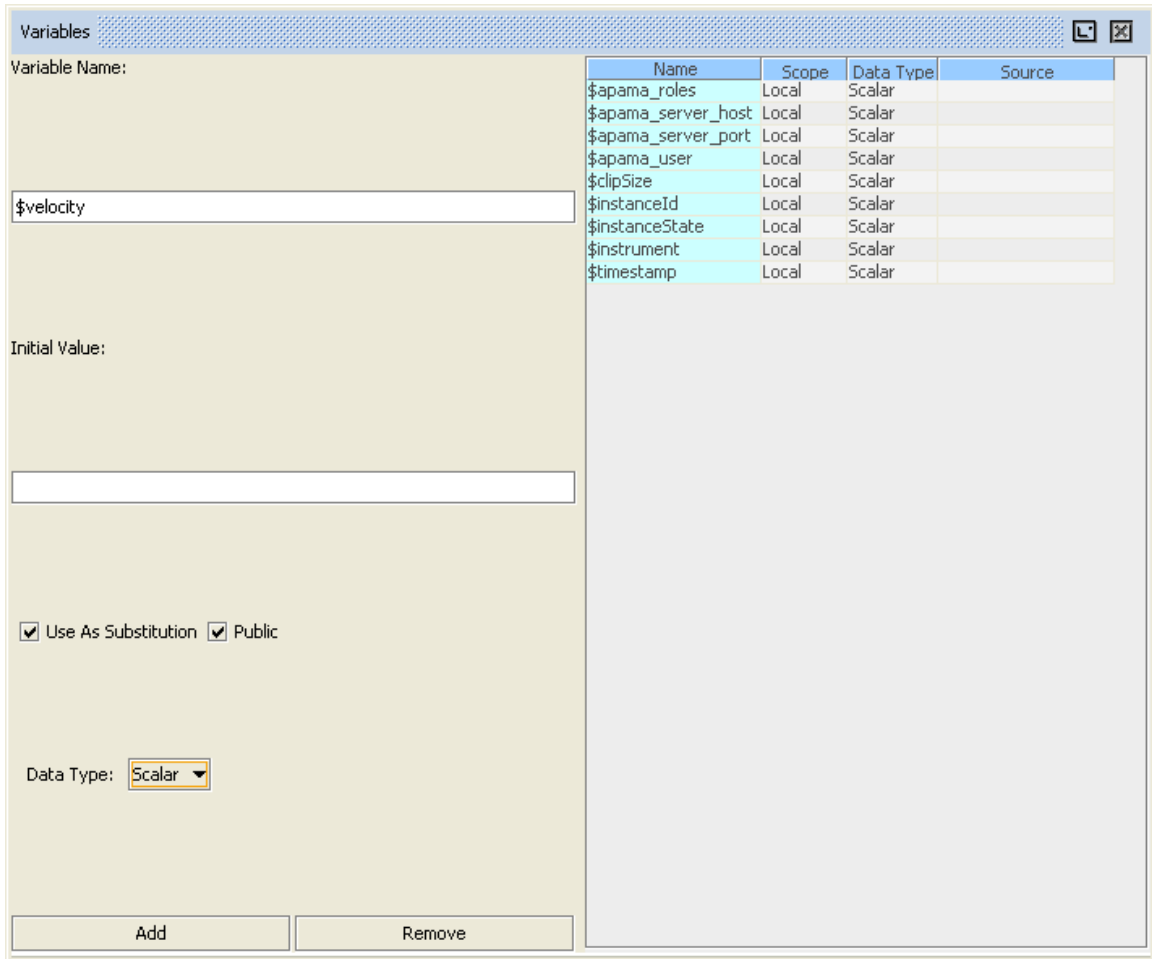 Variables
Variable Name:
$velocity
Initial Value:
Use As Substitution Public
Data Type: Scalar
Add Remove
Name Scope Data Type Source
$apama_roles Local Scalar
$apama_server_host Local Scalar
$apama_server_port Local Scalar
$apama_user Local Scalar
$clipSize Local Scalar
$instanceId Local Scalar
$instanceState Local Scalar
$instrument Local Scalar
$timestamp Local Scalar